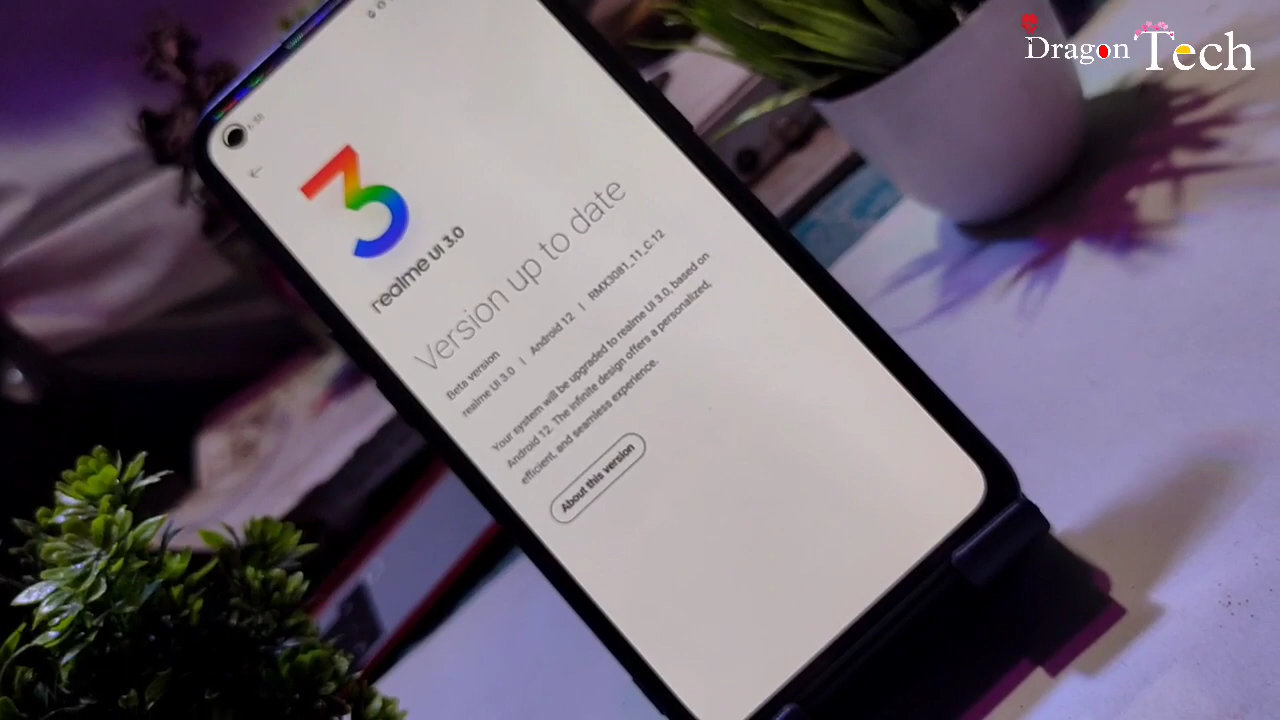 Dragon Tech
3
realme UI 3.0
Version up to date
Beta version
realme UI 3.0 | Android 12 | RMX3081_11_C.12
Your system will be upgraded to realme UI 3.0, based on
Android 12. The infinite design offers a personalized,
efficient, and seamless experience.
About this version